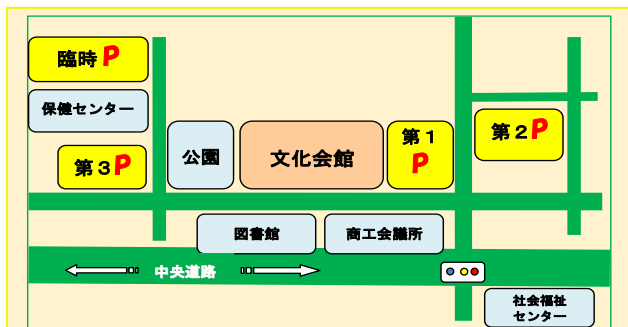 臨時P
保健センター
第3P
公園
文化会館
第1
P
第2P
図書館
商工会議所
中央道路
社会福祉
センター